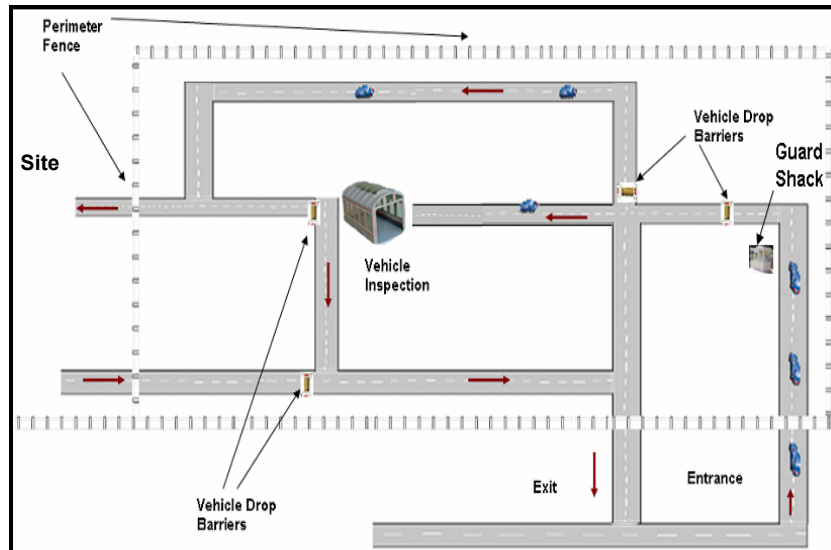 Perimeter
Fence
Vehicle Drop
Barriers
Site
Guard
Shack
Vehicle
Inspection
Vehicle Drop
Barriers
Exit
Entrance